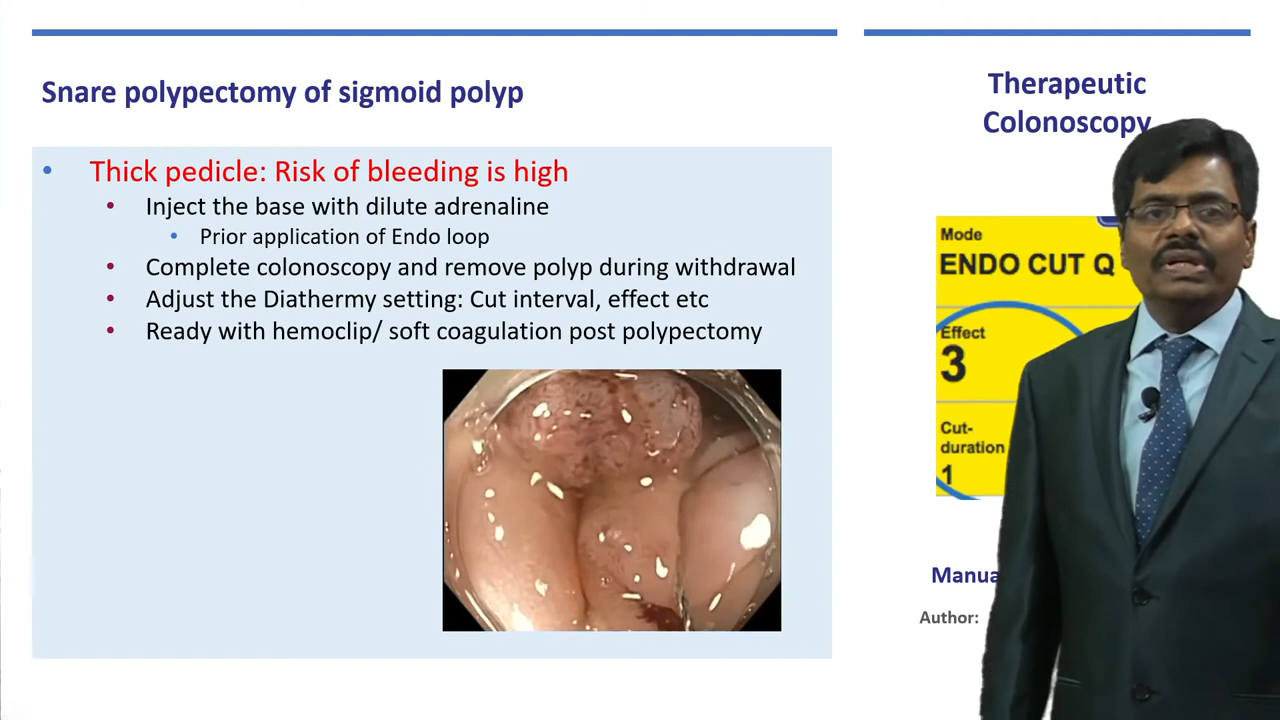 Snare polypectomy of sigmoid polyp
Thick pedicle: Risk of bleeding is high
Inject the base with dilute adrenaline
Prior application of Endo loop
Complete colonoscopy and remove polyp during withdrawal
Adjust the Diathermy setting: Cut interval, effect etc
Ready with hemoclip/ soft coagulation post polypectomy
Therapeutic
Colonoscopy
Mode
ENDO CUT Q
Effect
3
Cut-
duration
1
Author: